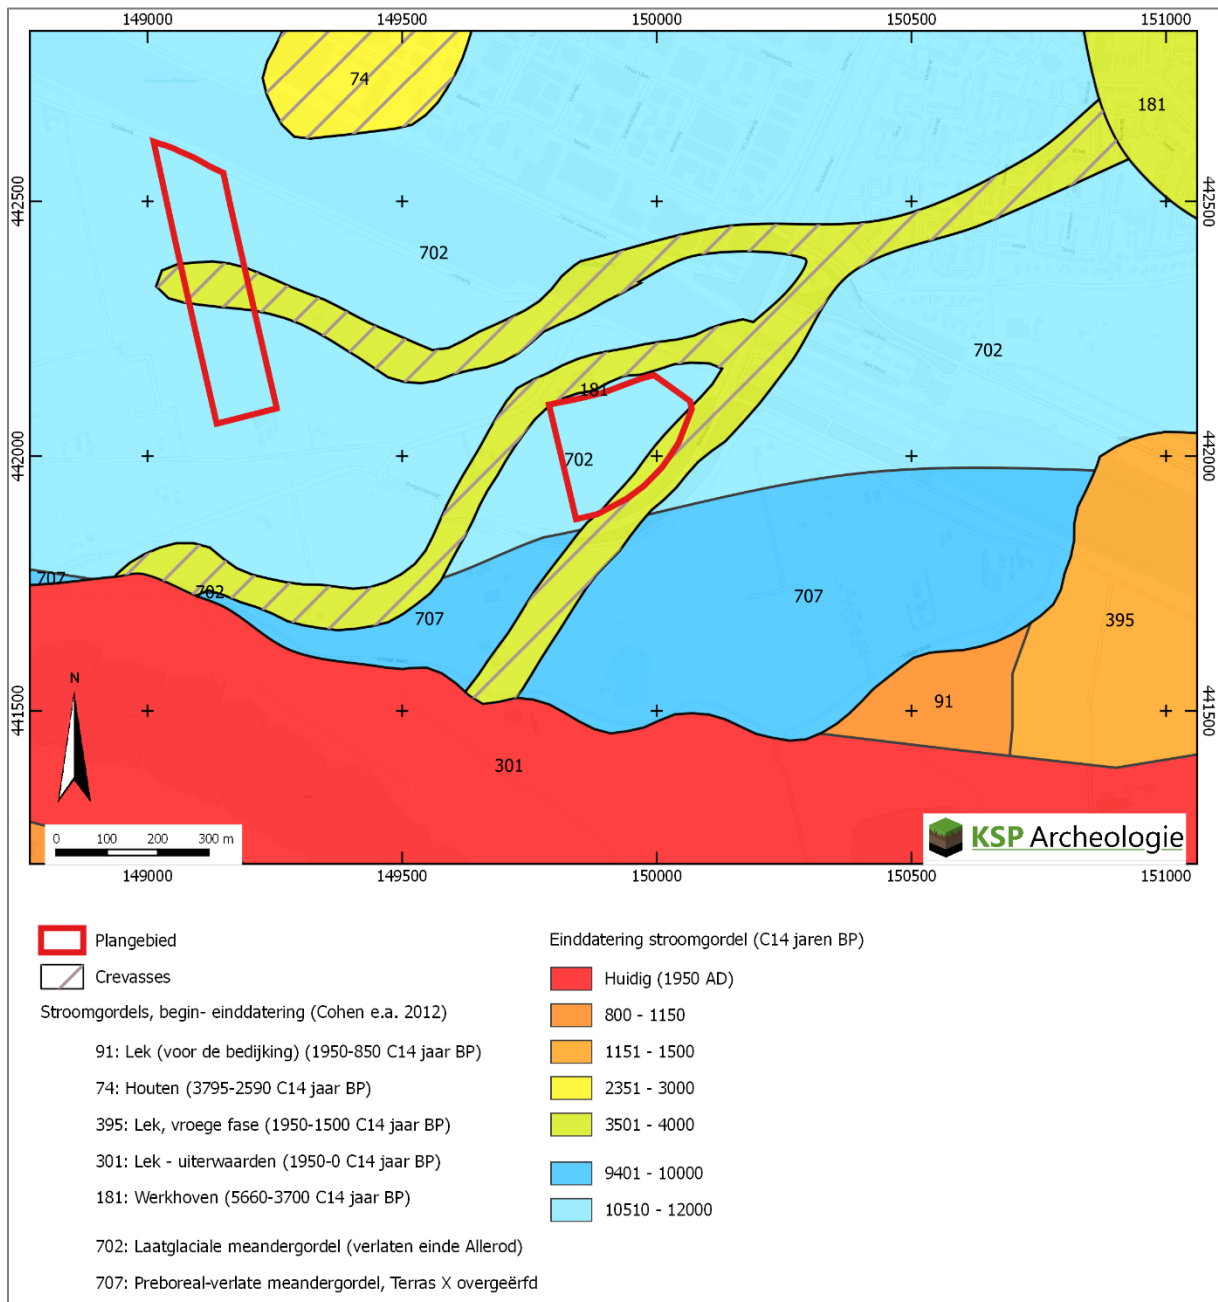 149000 149500 150000 150500 151000
74
181
442500 442500
702
702
181
442000 702 442000
707 702
707
707
395
91
441500 441500
N
301
0 100 200 300 m
KSP Archeologie
149000 149500 150000 150500 151000
Plangebied
Crevasses
Stroomgordels, begin- einddatering (Cohen e.a. 2012)
91: Lek (voor de bedijking) (1950-850 C14 jaar BP)
74: Houten (3795-2590 C14 jaar BP)
395: Lek, vroege fase (1950-1500 C14 jaar BP)
301: Lek - uiterwaarden (1950-0 C14 jaar BP)
181: Werkhoven (5660-3700 C14 jaar BP)
702: Laatglaciale meandergordel (verlaten einde Allerod)
707: Preboreal-verlate meandergordel, Terras X overgeërfd
Einddatering stroomgordel (C14 jaren BP)
Huidig (1950 AD)
800 - 1150
1151 - 1500
2351 - 3000
3501 - 4000
9401 - 10000
10510 - 12000